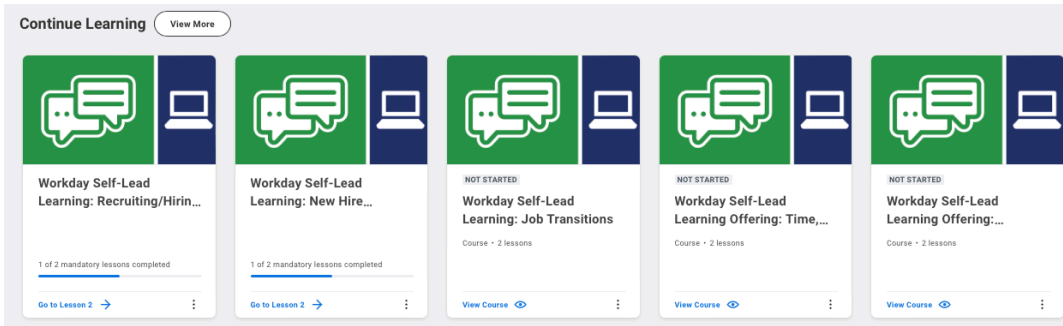 Continue Learning
View More
Workday Self-Lead
Learning: Recruiting/Hirin...
1 of 2 mandatory lessons completed
Go to Lesson 2
Workday Self-Lead
Learning: New Hire...
1 of 2 mandatory lessons completed
Go to Lesson 2
NOT STARTED
Workday Self-Lead
Learning: Job Transitions
Course • 2 lessons
View Course
NOT STARTED
Workday Self-Lead
Learning Offering: Time,...
Course • 2 lessons
View Course
NOT STARTED
Workday Self-Lead
Learning Offering:...
Course • 2 lessons
View Course